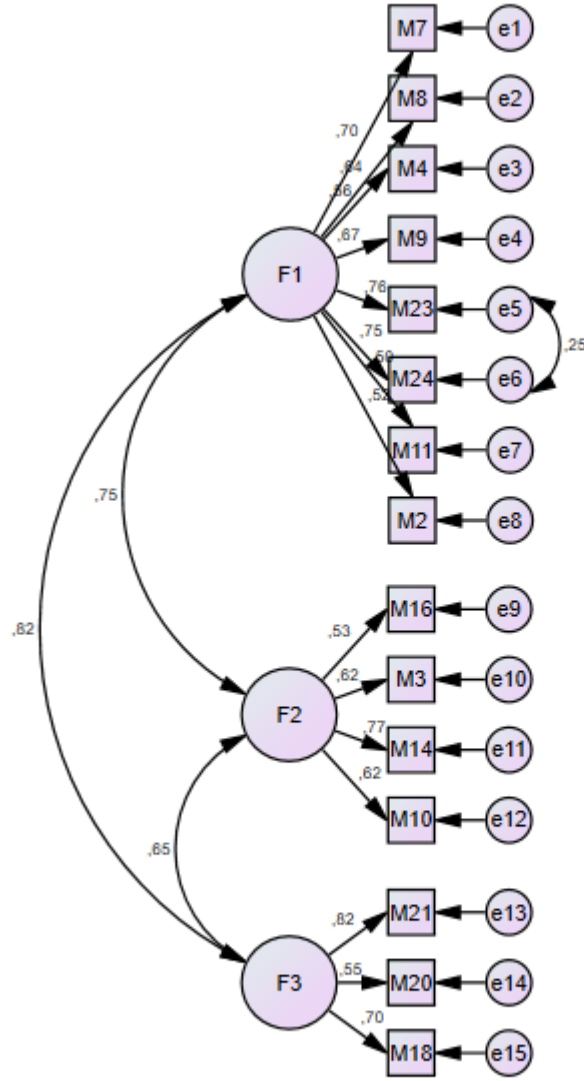 M7 e1
M8 e2
,70
,64
M4 e3
,67
M9 e4
F1
,76
M23 e5
,75
,25
M24 e6
,52
M11 e7
,75
M2 e8
M16 e9
,53
,82
,62
M3 e10
F2
,77
M14 e11
,62
M10 e12
,65
,82
M21 e13
,55
F3
M20 e14
,70
M18 e15